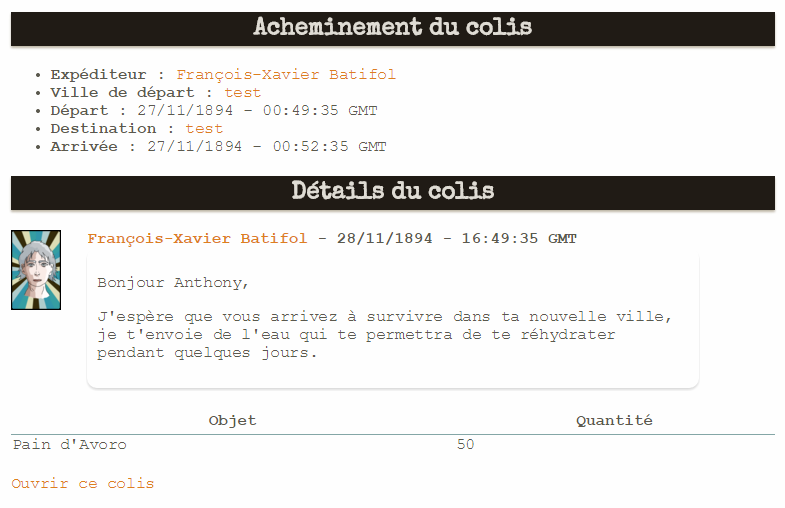 Acheminement du colis
• Expéditeur : François-Xavier Batifol
• Ville de départ : test
• Départ : 27/11/1894 - 00:49:35 GMT
• Destination : test
• Arrivée : 27/11/1894 - 00:52:35 GMT
Détails du colis
François-Xavier Batifol - 28/11/1894 - 16:49:35 GMT
Bonjour Anthony,
J'espère que vous arrivez à survivre dans ta nouvelle ville,
je t'envoie de l'eau qui te permettra de te réhydrater
pendant quelques jours.
Objet Quantité
Pain d'Avoro 50
Ouvrir ce colis